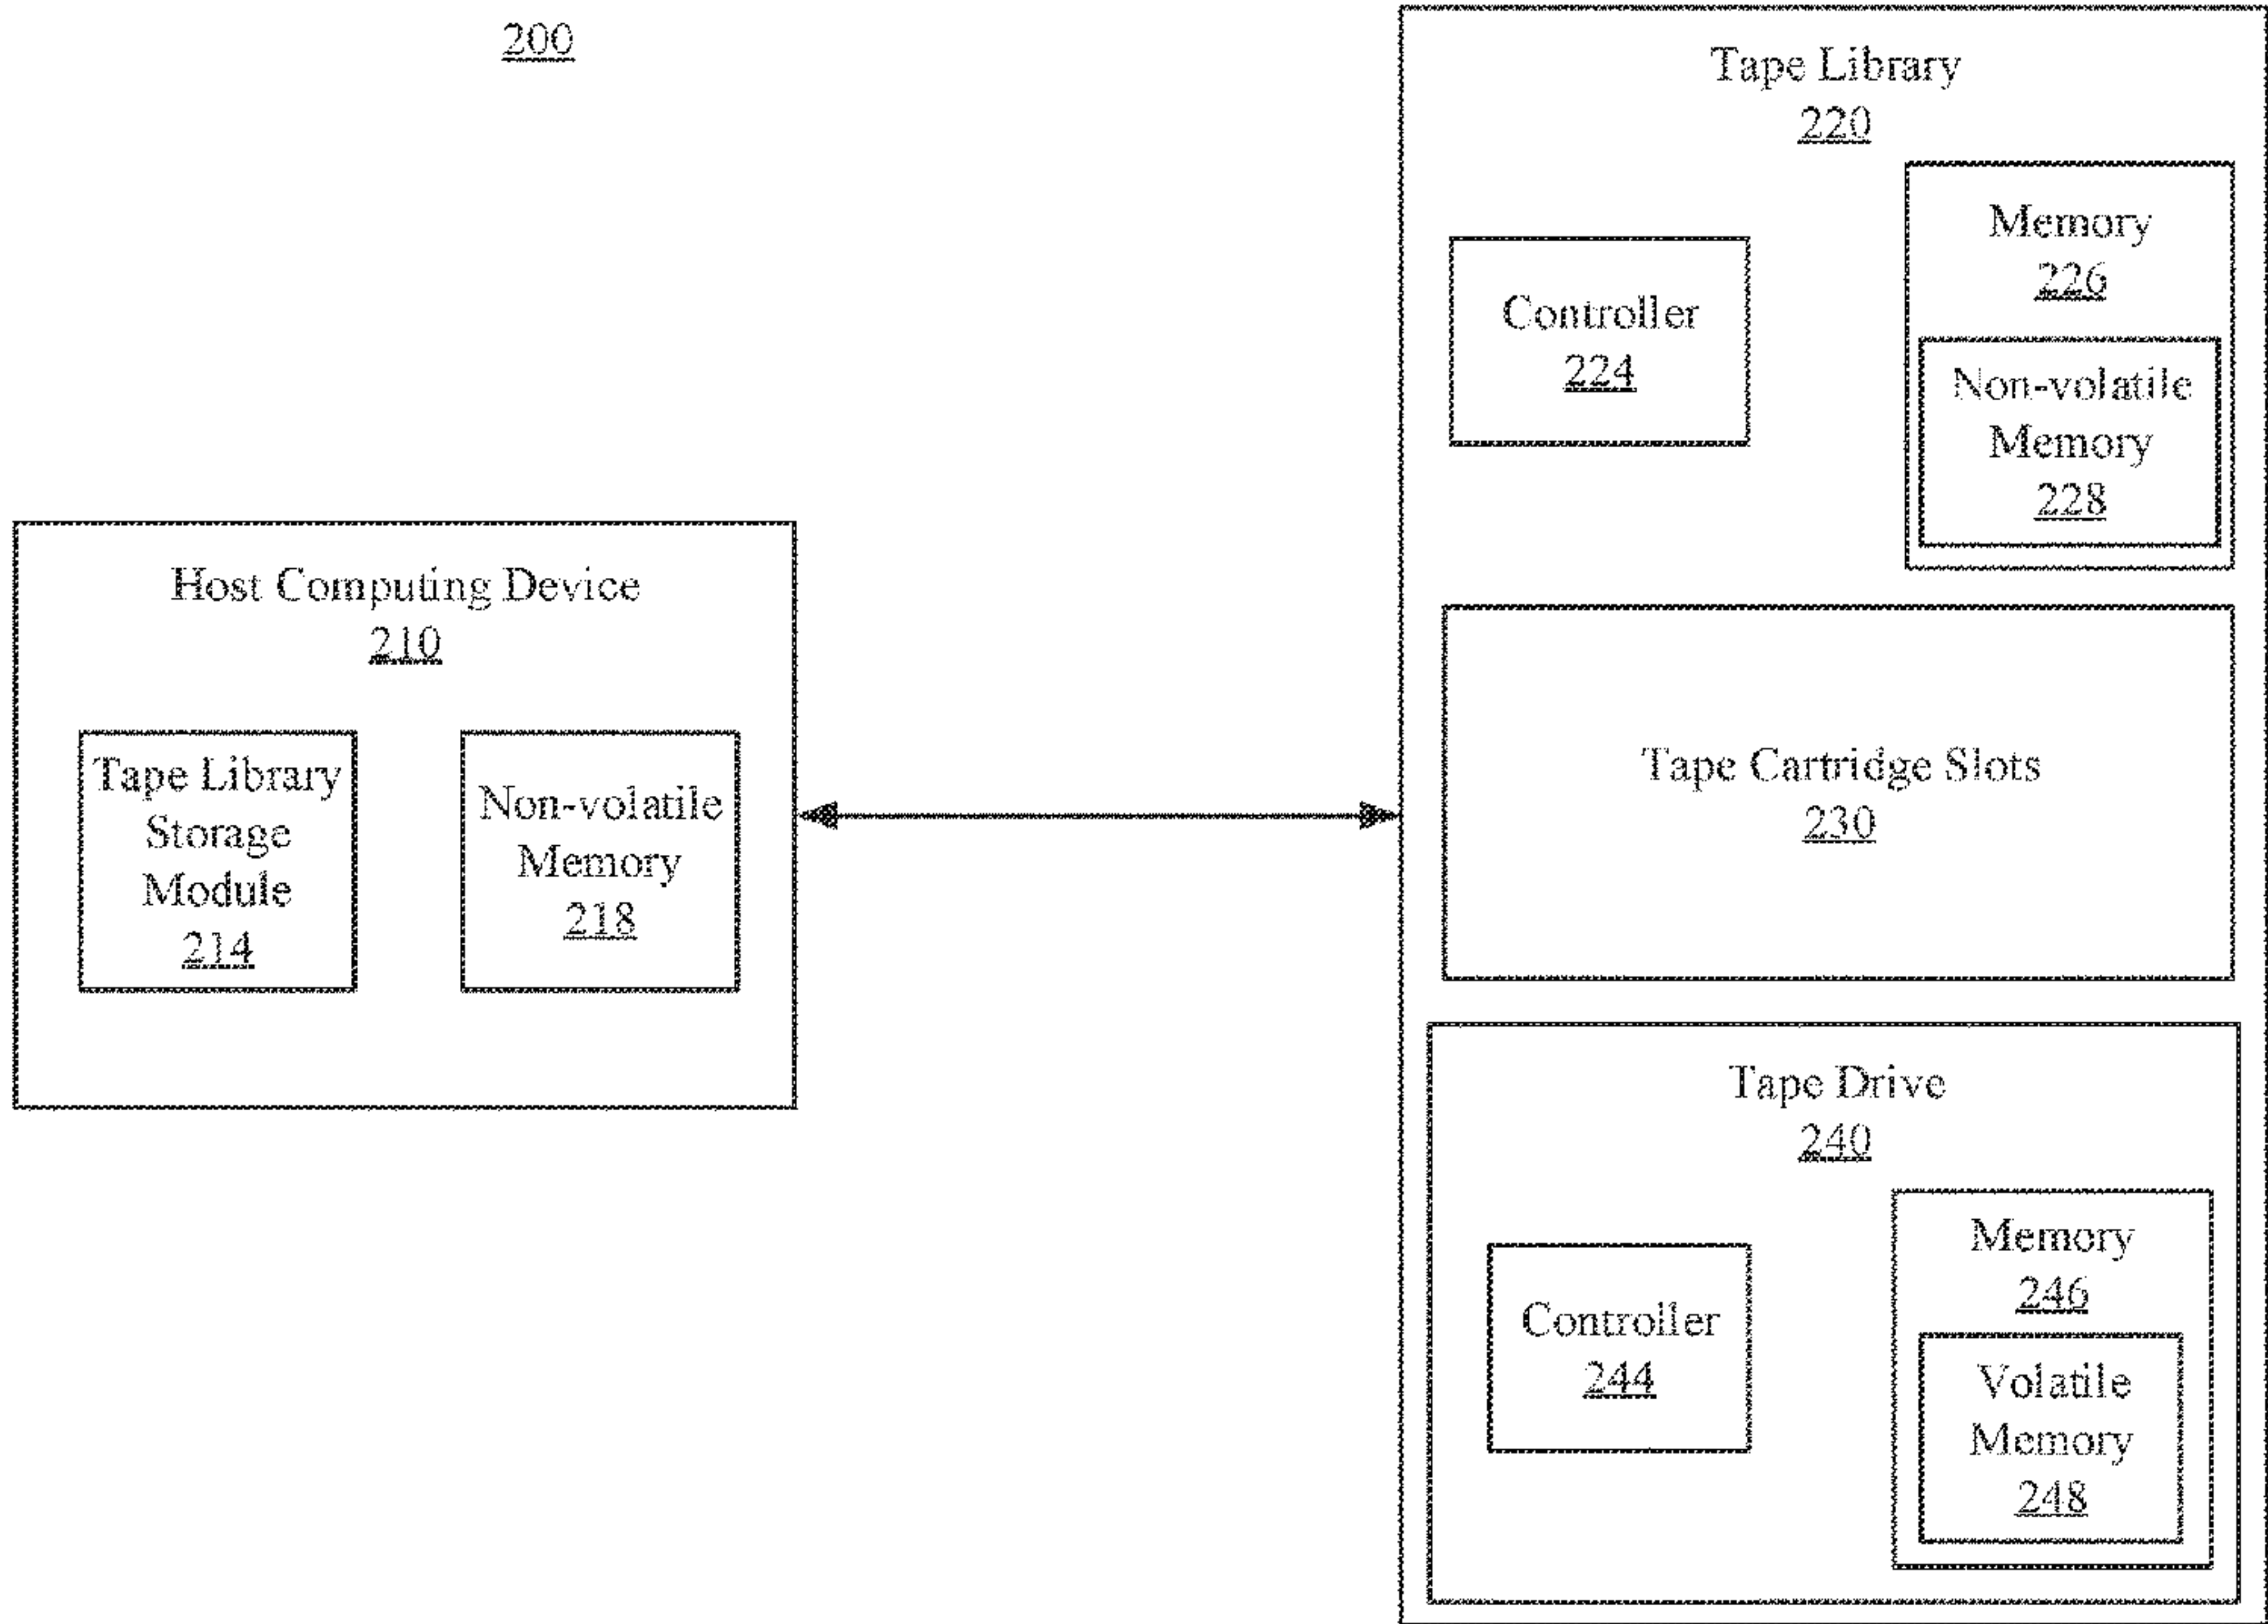 200
Tape Library
220
Memory
226
Controller
224
Non-volatile
Memory
228
Host Computing Device
210
Tape Library
Storage
Module
214
Non-volatile
Memory
218
Tape Cartridge Slots
230
Tape Drive
240
Memory
246
Controller
244
Volatile
Memory
248